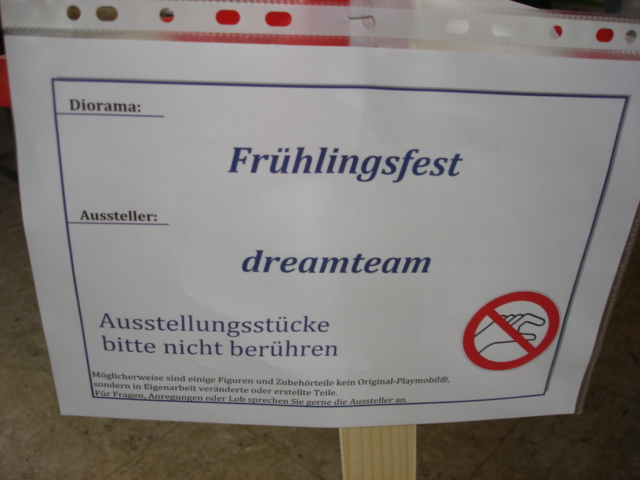 Diorama:
Frühlingsfest
Aussteller:
dreamteam
Ausstellungsstücke
bitte nicht berühren
Möglicherweise sind einige Figuren und Zubehörteile kein Original-Playmobil®,
sondern in Eigenarbeit veränderte oder erstellte Teile.
Für Fragen, Anregungen oder Lob sprechen Sie gerne die Aussteller an.